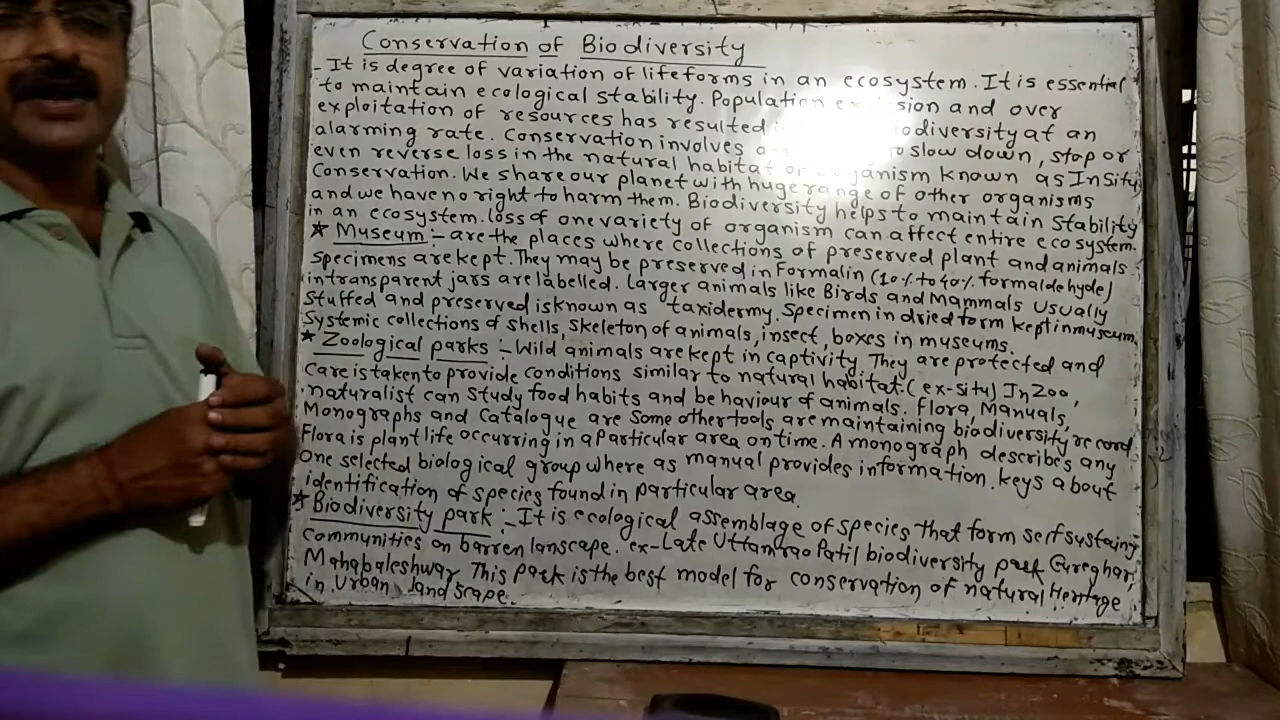 Conservation of Biodiversity
- It is degree of variation of lifeforms in an ecosystem. It is essential
to maintain ecological stability. Population and over
exploitation of resources has resulted at an
alarming rate. Conservation involves to slow down, stop or
even reverse loss in the natural habitat known as InSitu
Conservation. We share our planet with huge range of other organisms
and we have no right to harm them. Biodiversity helps to maintain stability
in an ecosystem. loss of one variety of organism can affect entire ecosystem.
* Museum :- are the places where collections of preserved plant and animals
Specimens are kept. They may be preserved in Formalin (10% to 40% formaldehyde)
in transparent jars are labelled. Larger animals like Birds and Mammals usually
Stuffed and preserved is known as taxidermy. Specimen in dried form kept in museum,
Systemic collections of shells, skeleton of animals, insect, boxes in museums.
* Zoological parks :- Wild animals are kept in captivity. They are protected and
care is taken to provide conditions similar to natural habitat. (ex-situ) In Zoo,
naturalist can study food habits and behaviour of animals. Flora, Manuals,
Monographs and Catalogue are some other tools are maintaining biodiversity record.
Flora is plant life occurring in a particular area on time. A monograph describes any
One selected biological group where as manual provides information. keys about
identification of species found in particular area.
* Biodiversity park :- It is ecological assemblage of species that form self sustaing
communities on barren lanscape. ex- Late Uttamrao Patil biodiversity park Gureghar,
Mahabaleshwar This park is the best model for conservation of natural Heritage
in Urban landscape.